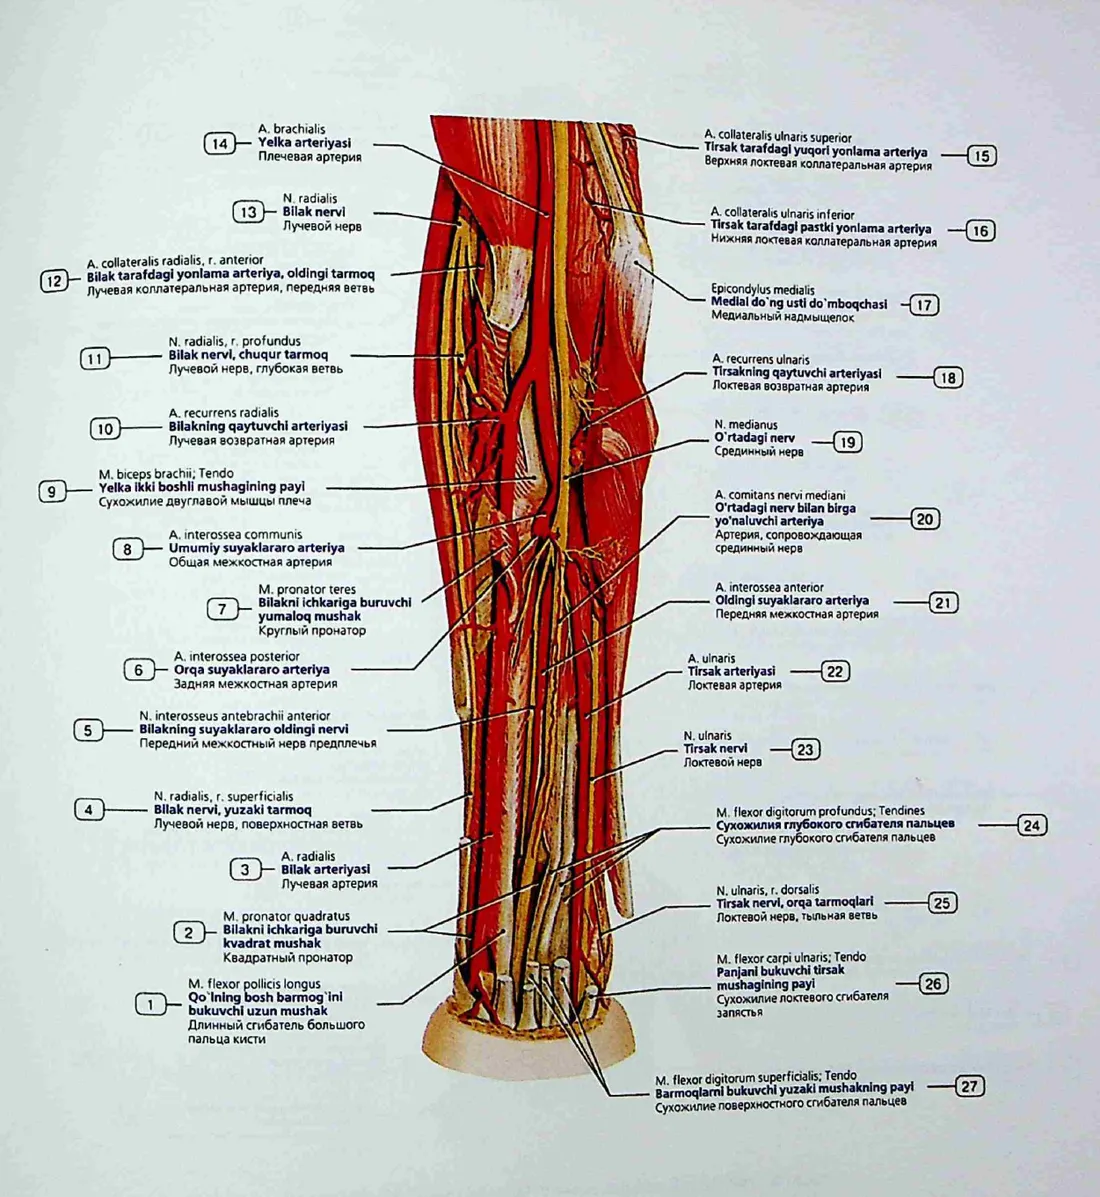 14
A. brachialis
Yelka arteriyasi
Плечевая артерия
13
N. radialis
Bilak nervi
Лучевой нерв
12
A. collateralis radialis, r. anterior
Bilak tarafdagi yonlama arteriya, oldingi tarmoq
Лучевая коллатеральная артерия, передняя ветвь
11
N. radialis, r. profundus
Bilak nervi, chuqur tarmoq
Лучевой нерв, глубокая ветвь
10
A. recurrens radialis
Bilakning qaytuvchi arteriyasi
Лучевая возвратная артерия
9
M. biceps brachii; Tendo
Yelka ikki boshli mushagining payi
Сухожилие двуглавой мышцы плеча
8
A. interossea communis
Umumiy suyaklararo arteriya
Общая межкостная артерия
7
M. pronator teres
Bilakni ichkariga buruvchi
yumaloq mushak
Круглый пронатор
6
A. interossea posterior
Orqa suyaklararo arteriya
Задняя межкостная артерия
5
N. interosseus antebrachii anterior
Bilakning suyaklararo oldingi nervi
Передний межкостный нерв предплечья
4
N. radialis, r. superficialis
Bilak nervi, yuzaki tarmoq
Лучевой нерв, поверхностная ветвь
3
A. radialis
Bilak arteriyasi
Лучевая артерия
2
M. pronator quadratus
Bilakni ichkariga buruvchi
kvadrat mushak
Квадратный пронатор
1
M. flexor pollicis longus
Qo`lning bosh barmog`ini
bukuvchi uzun mushak
Длинный сгибатель большого
пальца кисти
A. collateralis ulnaris superior
Tirsak tarafdagi yuqori yonlama arteriya
Верхняя локтевая коллатеральная артерия
15
A. collateralis ulnaris inferior
Tirsak tarafdagi pastki yonlama arteriya
Нижняя локтевая коллатеральная артерия
16
Epicondylus medialis
Medial do`ng usti do`mboqchasi
Медиальный надмыщелок
17
A. recurrens ulnaris
Tirsakning qaytuvchi arteriyasi
Локтевая возвратная артерия
18
N. medianus
O`rtadagi nerv
Срединный нерв
19
A. comitans nervi mediani
O'rtadagi nerv bilan birga
yo'naluvchi arteriya
Артерия, сопровождающая
срединный нерв
20
A. interossea anterior
Oldingi suyaklararo arteriya
Передняя межкостная артерия
21
A. ulnaris
Tirsak arteriyasi
Локтевая артерия
22
N. ulnaris
Tirsak nervi
Локтевой нерв
23
M. flexor digitorum profundus; Tendines
Сухожилия глубокого сгибателя пальцев
Сухожилие глубокого сгибателя пальцев
24
N. ulnaris, r. dorsalis
Tirsak nervi, orqa tarmoqlari
Локтевой нерв, тыльная ветвь
25
M. flexor carpi ulnaris; Tendo
Panjani bukuvchi tirsak
mushagining payi
Сухожилие локтевого сгибателя
запястья
26
M. flexor digitorum superficialis; Tendo
Barmoqlarni bukuvchi yuzaki mushakning payi
Сухожилие поверхностного сгибателя пальцев
27